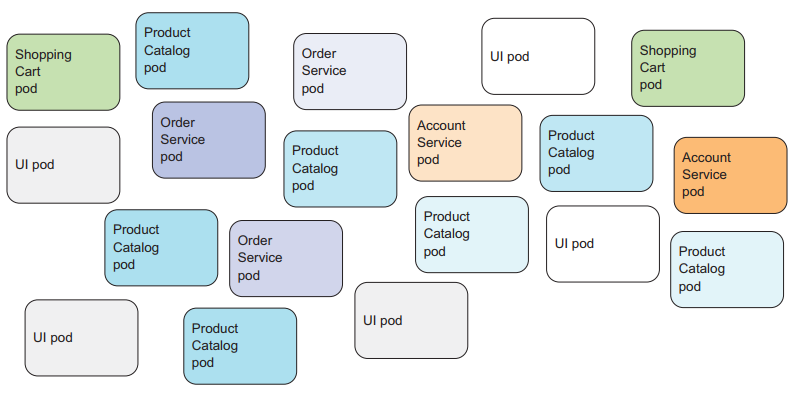 Shopping
Cart
pod
Product
Catalog
pod
Order
Service
pod
UI pod
Shopping
Cart
pod
UI pod
Order
Service
pod
Product
Catalog
pod
Account
Service
pod
Product
Catalog
pod
Account
Service
pod
Product
Catalog
pod
Order
Service
pod
Product
Catalog
pod
UI pod
Product
Catalog
pod
UI pod
Product
Catalog
pod
UI pod